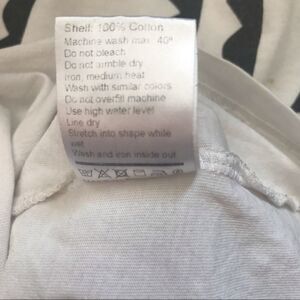 Shell: 100% Cotton
Machine wash max 40°
Do not bleach
Do not tumble dry
Iron, medium heat
Wash with similar colors
Do not overfill machine
Use high water level
Line dry
Stretch into shape while
wet
Wash and iron inside out